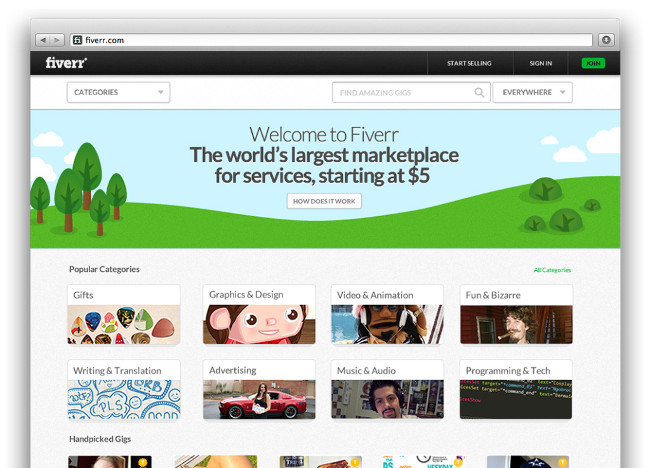 fiverr.com
fiverr
START SELLING
SIGN IN
JOIN
CATEGORIES
FIND AMAZING GIGS
EVERYWHERE
Welcome to Fiverr
The world's largest marketplace
for services, starting at $5
HOW DOES IT WORK
Popular Categories
All Categories
Gifts
Graphics & Design
Video & Animation
Fun & Bizarre
Writing & Translation
Advertising
Music & Audio
Programming & Tech
PLS
Handpicked Gigs